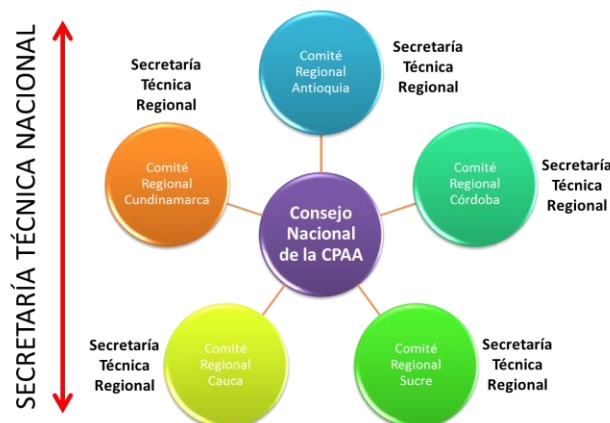 SECRETARÍA TÉCNICA NACIONAL
Comité
Regional
Antioquia
Secretaría
Técnica
Regional
Secretaría
Técnica
Regional
Comité
Regional
Cundinamarca
Comité
Regional
Córdoba
Secretaría
Técnica
Regional
Consejo
Nacional
de la CPAA
Secretaría
Técnica
Regional
Comité
Regional
Cauca
Comité
Regional
Sucre
Secretaría
Técnica
Regional